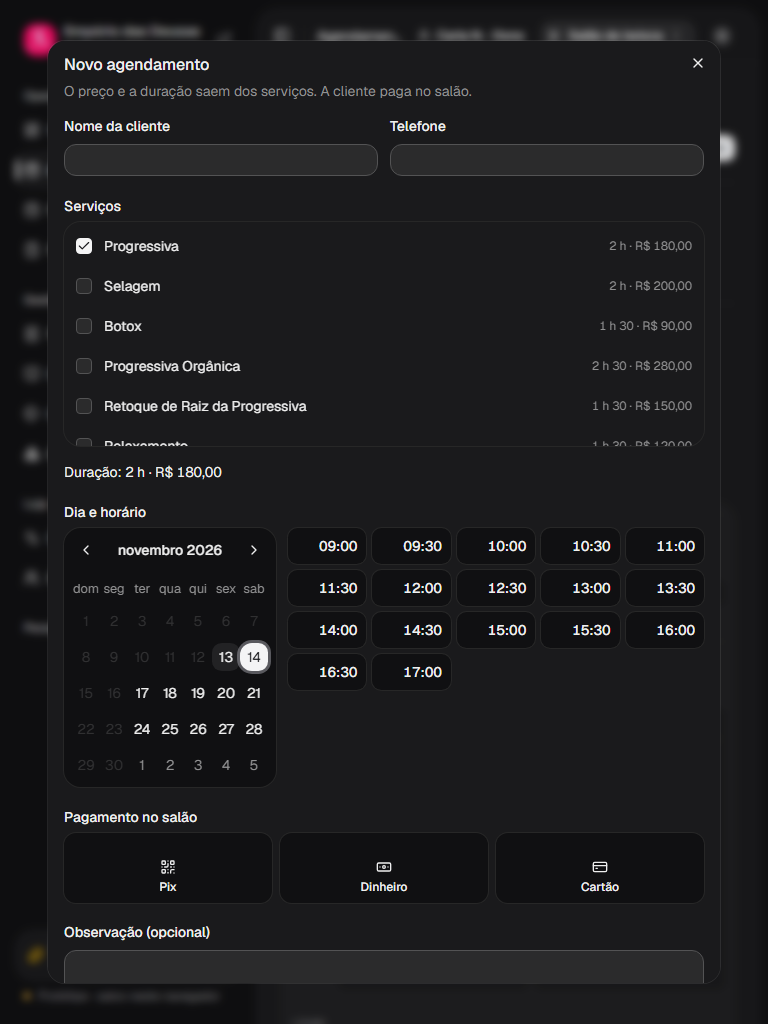 Novo agendamento
O preço e a duração saem dos serviços. A cliente paga no salão.
Nome da cliente
Telefone
Serviços
Progressiva 2 h · R$ 180,00
Selagem 2 h · R$ 200,00
Botox 1 h 30 · R$ 90,00
Progressiva Orgânica 2 h 30 · R$ 280,00
Retoque de Raiz da Progressiva 1 h 30 · R$ 150,00
Relaxamento 1 h 30 · R$ 120,00
Duração: 2 h · R$ 180,00
Dia e horário
novembro 2026
dom seg ter qua qui sex sab
1 2 3 4 5 6 7
8 9 10 11 12 13 14
15 16 17 18 19 20 21
22 23 24 25 26 27 28
29 30 1 2 3 4 5
09:00 09:30 10:00 10:30 11:00
11:30 12:00 12:30 13:00 13:30
14:00 14:30 15:00 15:30 16:00
16:30 17:00
Pagamento no salão
Pix
Dinheiro
Cartão
Observação (opcional)